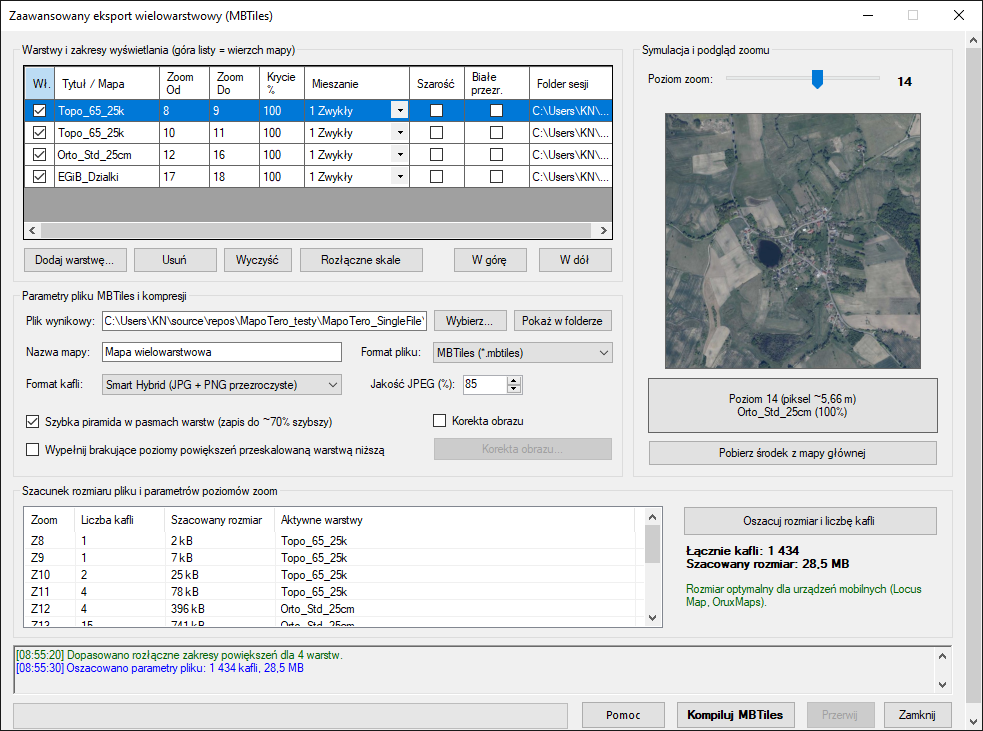 Zaawansowany eksport wielowarstwowy (MBTiles)
Warstwy i zakresy wyświetlania (góra listy = wierzch mapy)
Wł. Tytuł / Mapa Zoom Od Zoom Do Krycie % Mieszanie Szarość Białe przezr. Folder sesji
Topo_65_25k 8 9 100 1 Zwykły C:\Users\KN\...
Topo_65_25k 10 11 100 1 Zwykły C:\Users\KN\...
Orto_Std_25cm 12 16 100 1 Zwykły C:\Users\KN\...
EGiB_Dzialki 17 18 100 1 Zwykły C:\Users\KN\...
Dodaj warstwę... Usuń Wyczyść Rozłączne skale W górę W dół
Symulacja i podgląd zoomu
Poziom zoom: 14
Poziom 14 (piksel ~5,66 m)
Orto_Std_25cm (100%)
Pobierz środek z mapy głównej
Parametry pliku MBTiles i kompresji
Plik wynikowy: C:\Users\KN\source\repos\MapoTero_testy\MapoTero_SingleFile\ Wybierz... Pokaż w folderze
Nazwa mapy: Mapa wielowarstwowa Format pliku: MBTiles (*.mbtiles)
Format kafli: Smart Hybrid (JPG + PNG przezroczyste) Jakość JPEG (%): 85
Szybka piramida w pasmach warstw (zapis do ~70% szybszy) Korekta obrazu
Wypełnij brakujące poziomy powiększeń przeskalowaną warstwą niższą Korekta obrazu...
Szacunek rozmiaru pliku i parametrów poziomów zoom
Zoom Liczba kafli Szacowany rozmiar Aktywne warstwy
Z8 1 2 kB Topo_65_25k
Z9 1 7 kB Topo_65_25k
Z10 2 25 kB Topo_65_25k
Z11 4 78 kB Topo_65_25k
Z12 4 396 kB Orto_Std_25cm
Z13 15 741 kB Orto_Std_25cm
Oszacuj rozmiar i liczbę kafli
Łącznie kafli: 1 434
Szacowany rozmiar: 28,5 MB
Rozmiar optymalny dla urządzeń mobilnych (Locus
Map, OruxMaps).
[08:55:20] Dopasowano rozłączne zakresy powiększeń dla 4 warstw.
[08:55:30] Oszacowano parametry pliku: 1 434 kafli, 28,5 MB
Pomoc Kompiluj MBTiles Przerwij Zamknij